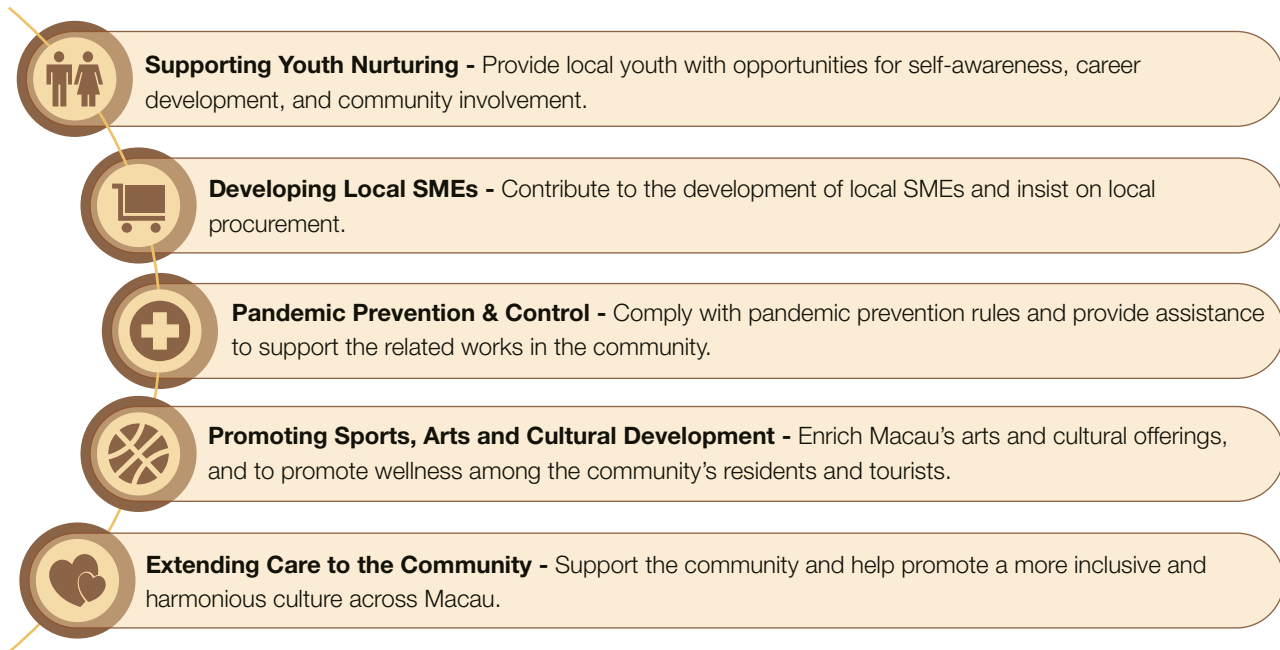 Supporting Youth Nurturing - Provide local youth with opportunities for self-awareness, career
development, and community involvement.
Developing Local SMEs - Contribute to the development of local SMEs and insist on local
procurement.
Pandemic Prevention & Control - Comply with pandemic prevention rules and provide assistance
to support the related works in the community.
Promoting Sports, Arts and Cultural Development - Enrich Macau's arts and cultural offerings,
and to promote wellness among the community's residents and tourists.
Extending Care to the Community - Support the community and help promote a more inclusive and
harmonious culture across Macau.